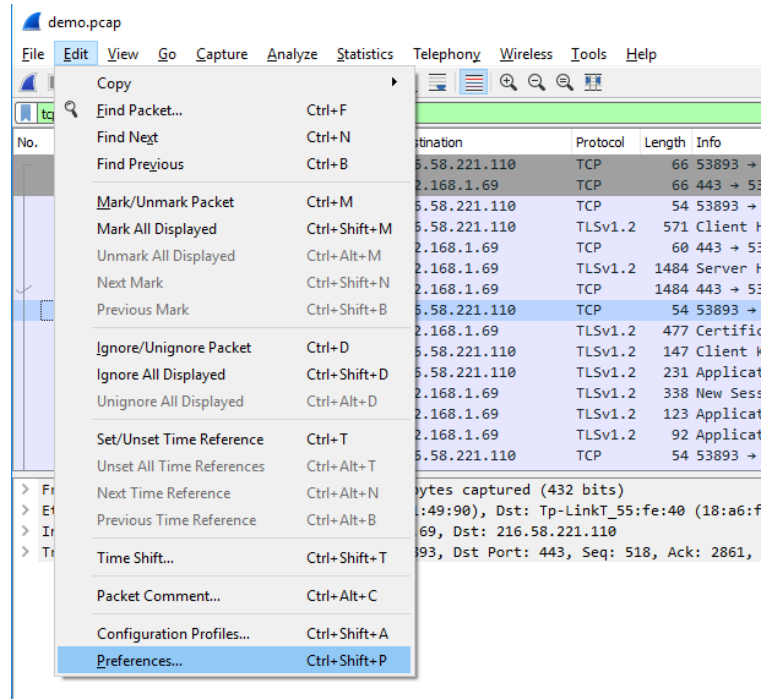 demo.pcap
File Edit View Go Capture Analyze Statistics Telephony Wireless Tools Help
Copy
Find Packet... Ctrl+F
Find Next Ctrl+N
Find Previous Ctrl+B
Mark/Unmark Packet Ctrl+M
Mark All Displayed Ctrl+Shift+M
Unmark All Displayed Ctrl+Alt+M
Next Mark Ctrl+Shift+N
Previous Mark Ctrl+Shift+B
Ignore/Unignore Packet Ctrl+D
Ignore All Displayed Ctrl+Shift+D
Unignore All Displayed Ctrl+Alt+D
Set/Unset Time Reference Ctrl+T
Unset All Time References Ctrl+Alt+T
Next Time Reference Ctrl+Alt+N
Previous Time Reference Ctrl+Alt+B
Time Shift... Ctrl+Shift+T
Packet Comment... Ctrl+Alt+C
Configuration Profiles... Ctrl+Shift+A
Preferences... Ctrl+Shift+P
No. stination Protocol Length Info
.58.221.110 TCP 66 53893 →
2.168.1.69 TCP 66 443 → 53
.58.221.110 TCP 54 53893 →
.58.221.110 TLSv1.2 571 Client H
2.168.1.69 TCP 60 443 → 53
2.168.1.69 TLSv1.2 1484 Server H
2.168.1.69 TCP 1484 443 → 53
.58.221.110 TCP 54 53893 →
2.168.1.69 TLSv1.2 477 Certific
.58.221.110 TLSv1.2 147 Client K
.58.221.110 TLSv1.2 231 Applicat
2.168.1.69 TLSv1.2 338 New Sess
2.168.1.69 TLSv1.2 123 Applicat
2.168.1.69 TLSv1.2 92 Applicat
.58.221.110 TCP 54 53893 →
Fr ytes captured (432 bits)
Et :49:90), Dst: Tp-LinkT_55:fe:40 (18:a6:f
In .69, Dst: 216.58.221.110
Tr 893, Dst Port: 443, Seq: 518, Ack: 2861,